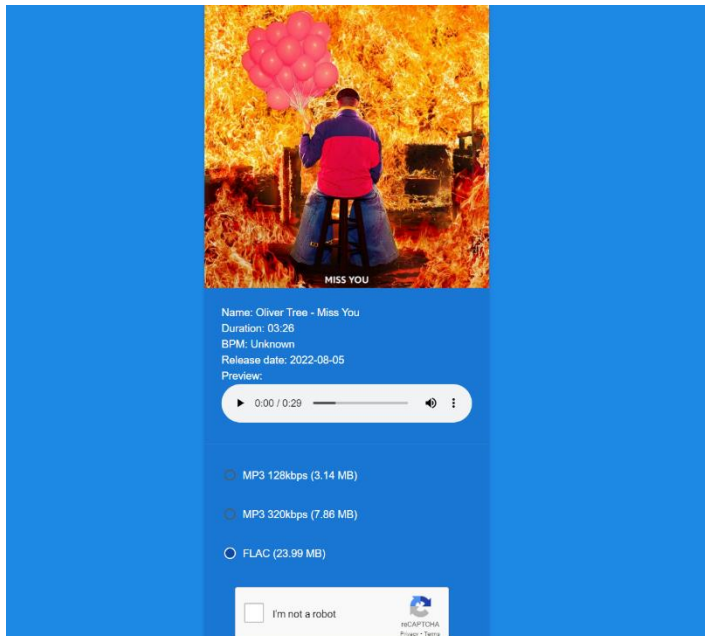 MISS YOU
Name: Oliver Tree - Miss You
Duration: 03:26
BPM: Unknown
Release date: 2022-08-05
Preview:
0:00 / 0:29
MP3 128kbps (3.14 MB)
MP3 320kbps (7.86 MB)
FLAC (23.99 MB)
I'm not a robot
reCAPTCHA
Privacy - Terms